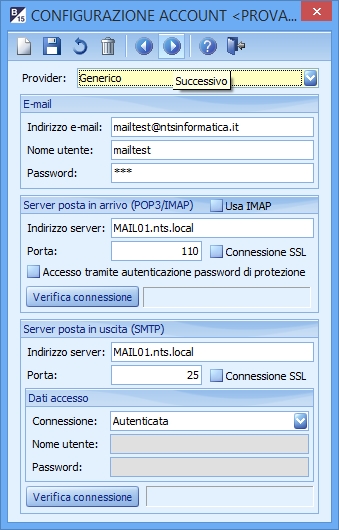 B
15
CONFIGURAZIONE ACCOUNT <PROVA...
Provider:
Generico
Successivo
E-mail
Indirizzo e-mail: mailtest@ntsinformatica.it
Nome utente: mailtest
Password: ***
Server posta in arrivo (POP3/IMAP) Usa IMAP
Indirizzo server: MAIL01.nts.local
Porta: 110 Connessione SSL
Accesso tramite autenticazione password di protezione
Verifica connessione
Server posta in uscita (SMTP)
Indirizzo server: MAIL01.nts.local
Porta: 25 Connessione SSL
Dati accesso
Connessione: Autenticata
Nome utente:
Password:
Verifica connessione